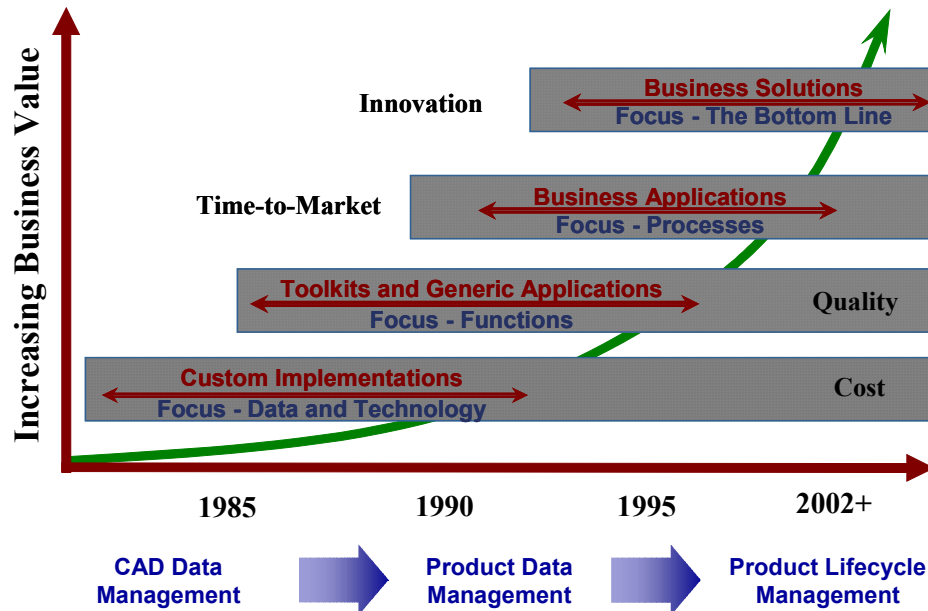 Increasing Business Value
Innovation
Business Solutions
Focus - The Bottom Line
Time-to-Market
Business Applications
Focus - Processes
Toolkits and Generic Applications
Focus - Functions
Quality
Custom Implementations
Focus - Data and Technology
Cost
1985 1990 1995 2002+
CAD Data
Management
Product Data
Management
Product Lifecycle
Management